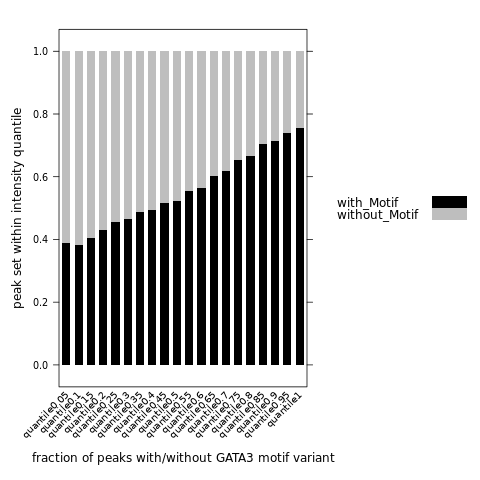 peak set within intensity quantile
1.0
0.8
0.6
0.4
0.2
0.0
quantile0.05
quantile0.1
quantile0.15
quantile0.2
quantile0.25
quantile0.3
quantile0.35
quantile0.4
quantile0.45
quantile0.5
quantile0.55
quantile0.6
quantile0.65
quantile0.7
quantile0.75
quantile0.8
quantile0.85
quantile0.9
quantile0.95
quantile1
fraction of peaks with/without GATA3 motif variant
with_Motif
without_Motif